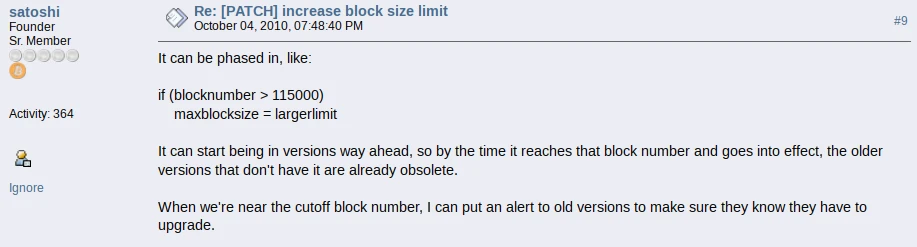 satoshi
Founder
Sr. Member
Activity: 364
Ignore
Re: [PATCH] increase block size limit
October 04, 2010, 07:48:40 PM
#9
It can be phased in, like:
if (blocknumber > 115000)
maxblocksize = largerlimit
It can start being in versions way ahead, so by the time it reaches that block number and goes into effect, the older
versions that don't have it are already obsolete.
When we're near the cutoff block number, I can put an alert to old versions to make sure they know they have to
upgrade.